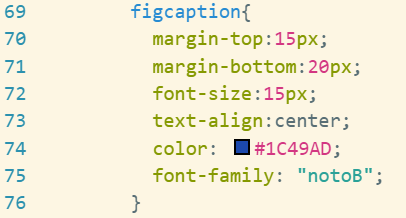 69 figcaption{
70 margin-top:15px;
71 margin-bottom:20px;
72 font-size:15px;
73 text-align:center;
74 color: #1C49AD;
75 font-family: "notoB";
76 }